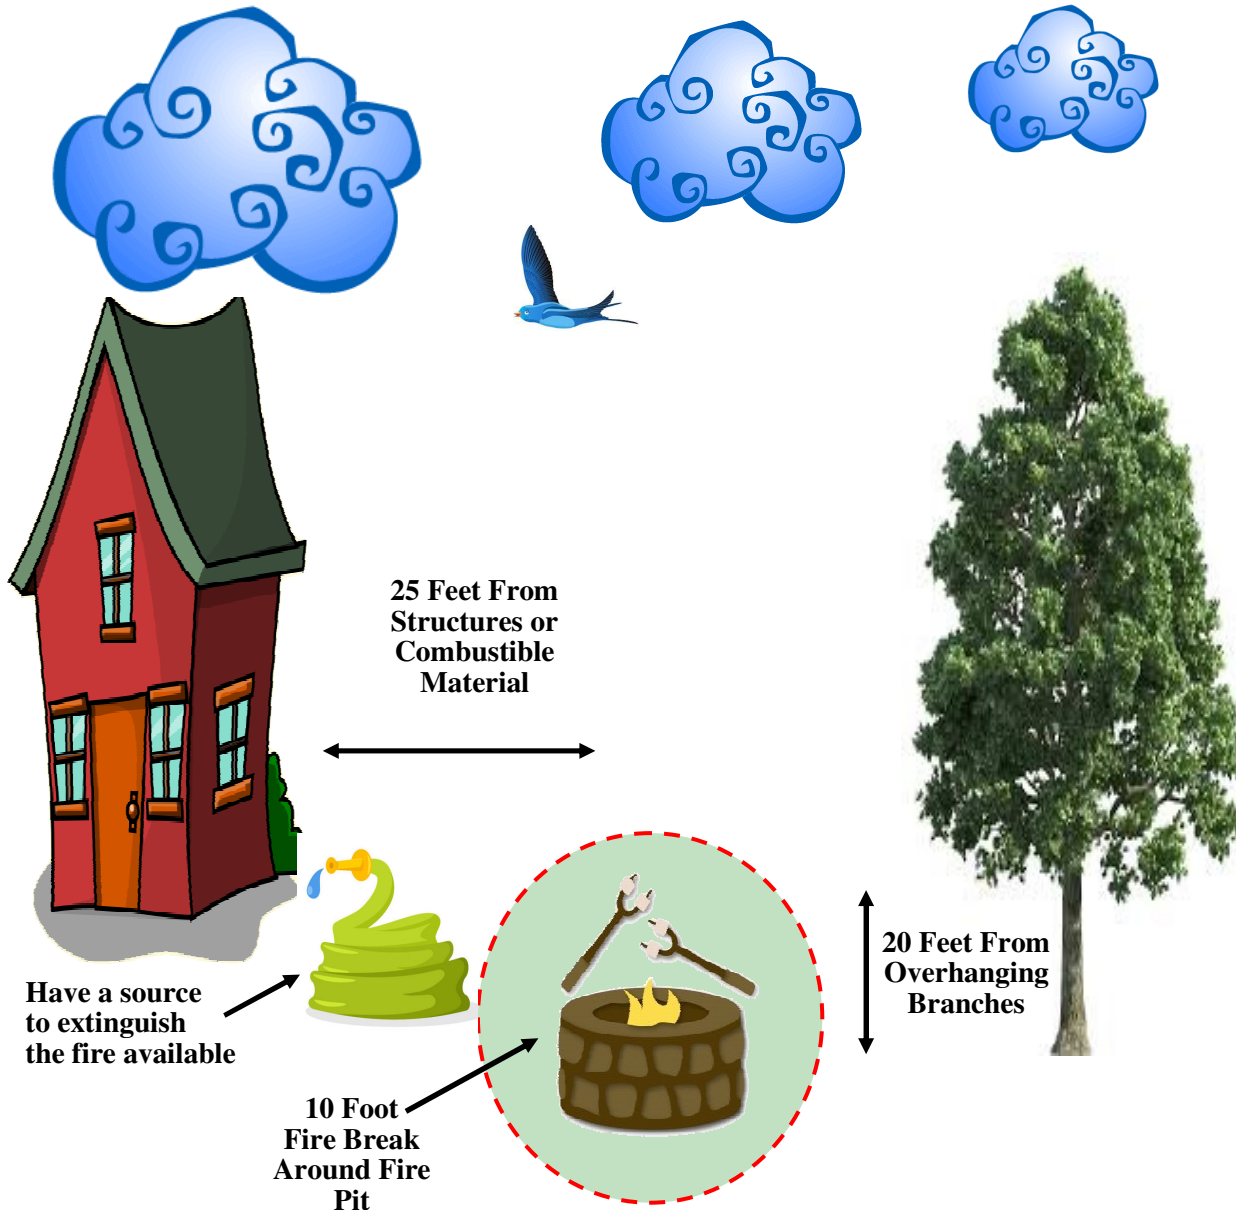 25 Feet From
Structures or
Combustible
Material
20 Feet From
Overhanging
Branches
Have a source
to extinguish
the fire available
10 Foot
Fire Break
Around Fire
Pit